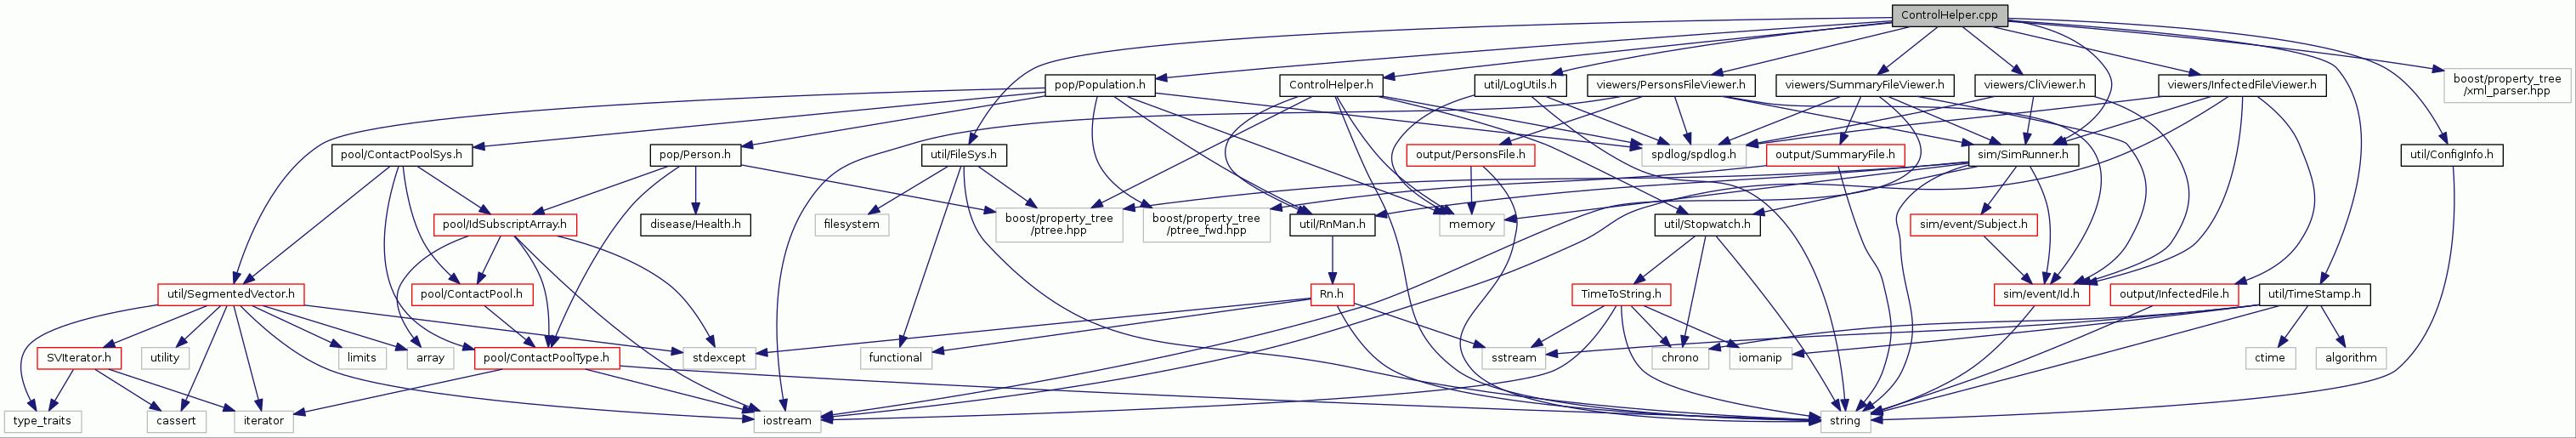 ControlHelper.cpp
pop/Population.h
ControlHelper.h
util/LogUtils.h
viewers/PersonsFileViewer.h
viewers/SummaryFileViewer.h
viewers/CliViewer.h
viewers/InfectedFileViewer.h
boost/property_tree
/xml_parser.hpp
pool/ContactPoolSys.h
pop/Person.h
util/FileSys.h
spdlog/spdlog.h
output/PersonsFile.h
output/SummaryFile.h
sim/SimRunner.h
util/ConfigInfo.h
pool/IdSubscriptArray.h
disease/Health.h
filesystem
boost/property_tree
/ptree.hpp
boost/property_tree
/ptree_fwd.hpp
util/RnMan.h
memory
util/Stopwatch.h
sim/event/Subject.h
util/SegmentedVector.h
pool/ContactPool.h
Rn.h
TimeToString.h
sim/event/Id.h
output/InfectedFile.h
util/TimeStamp.h
SVIterator.h
utility
limits
array
pool/ContactPoolType.h
stdexcept
functional
sstream
chrono
iomanip
ctime
algorithm
type_traits
cassert
iterator
iostream
string